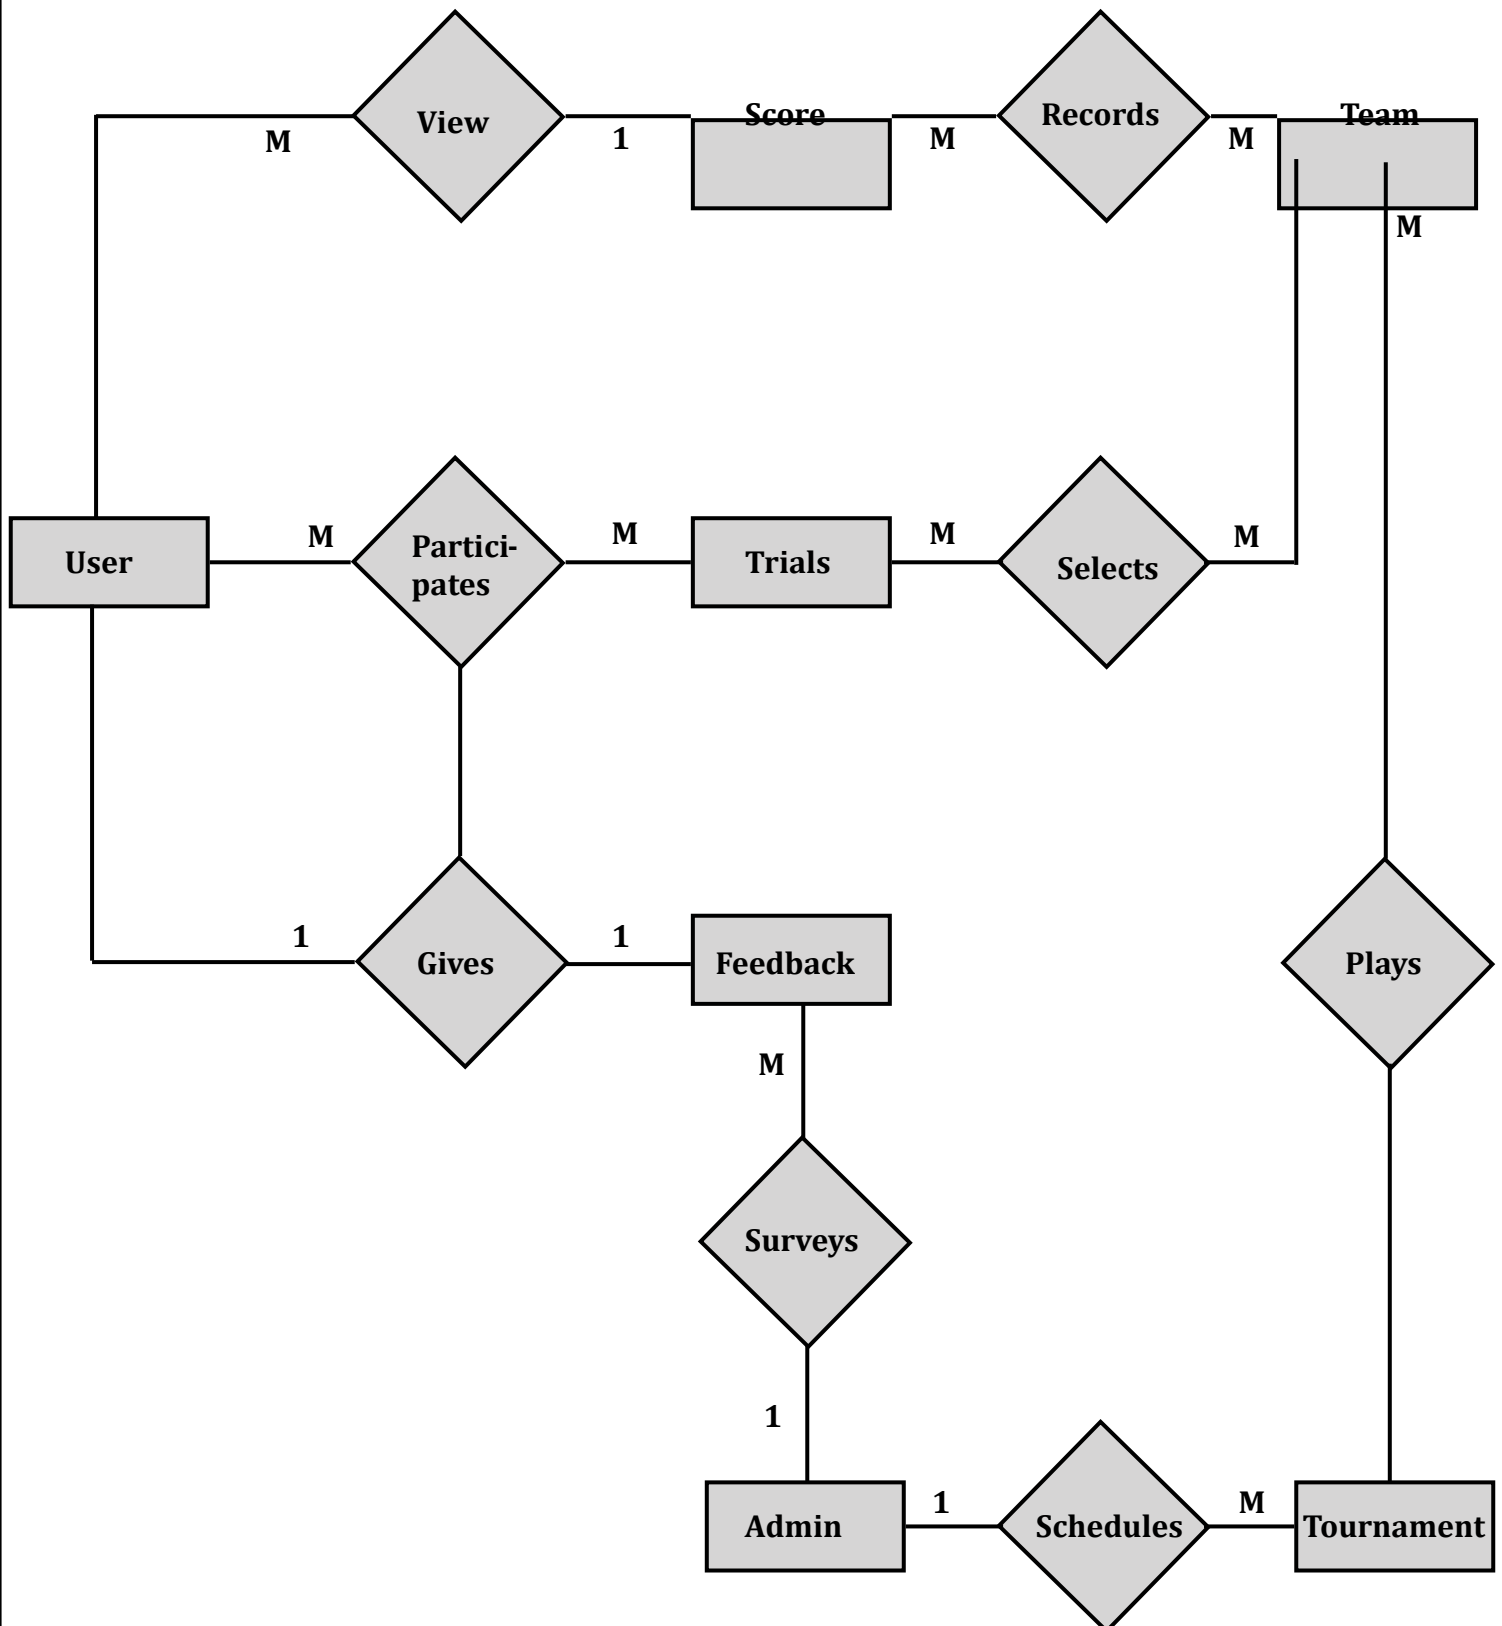 View
Score
Records
Team
M
1
M
M
M
User
M
Partici-
pates
M
Trials
M
Selects
M
1
Gives
1
Feedback
Plays
M
Surveys
1
Admin
1
Schedules
M
Tournament